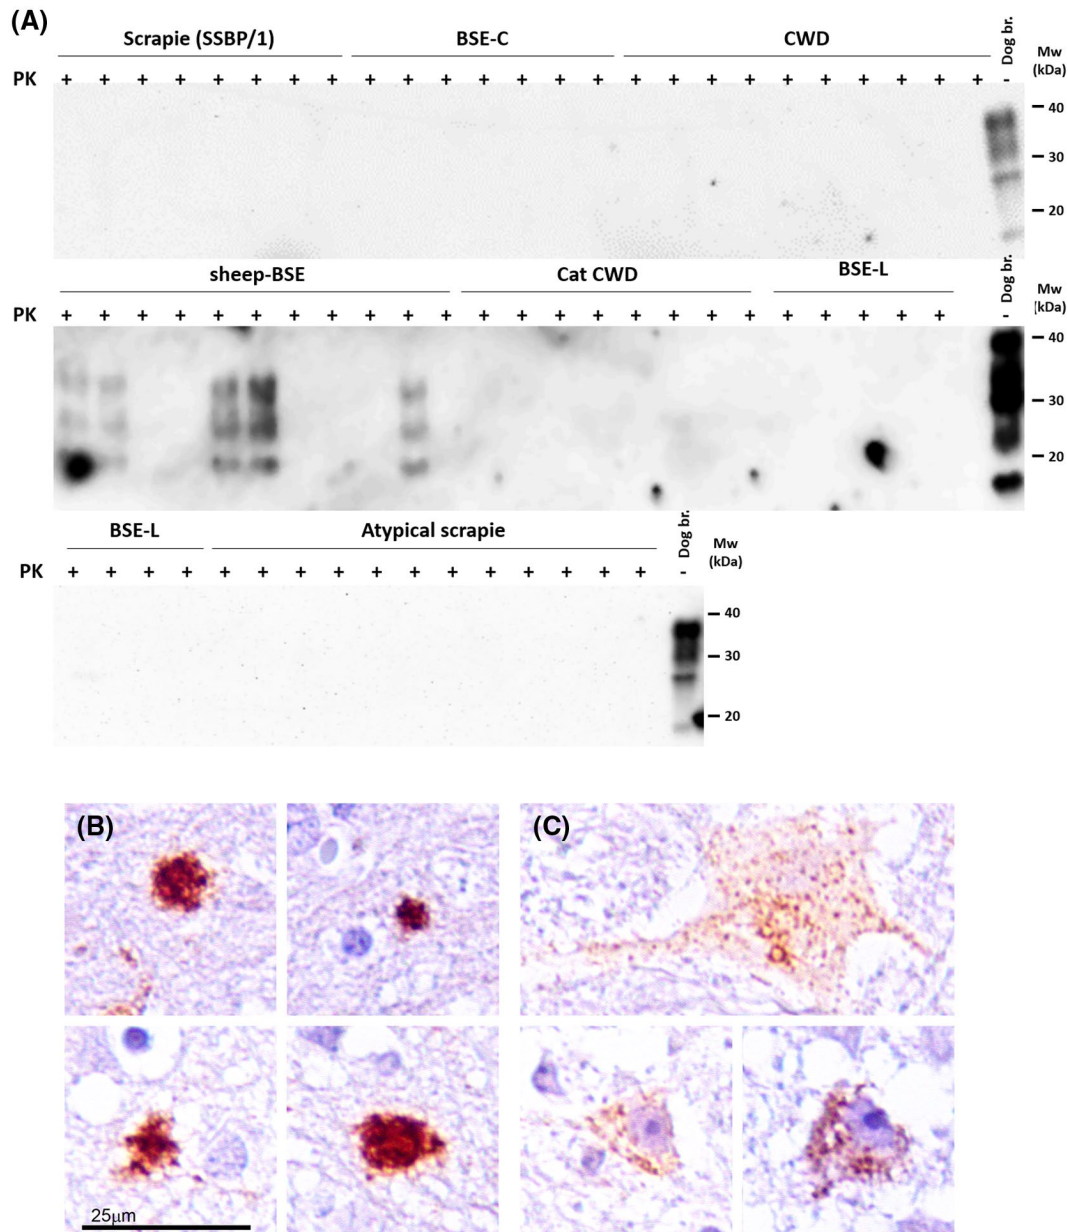 (A)
Scrapie (SSBP/1) BSE-C CWD Dog br. Mw (kDa)
PK + + + + + + + + + + + + + + + + + + + + + + + + + -
40
30
20
sheep-BSE Cat CWD BSE-L Dog br. Mw (kDa)
PK + + + + + + + + + + + + + + + + + + + + + + + + -
40
30
20
BSE-L Atypical scrapie Dog br. Mw (kDa)
PK + + + + + + + + + + + + + + + + -
40
30
20
(B) (C)
25μm